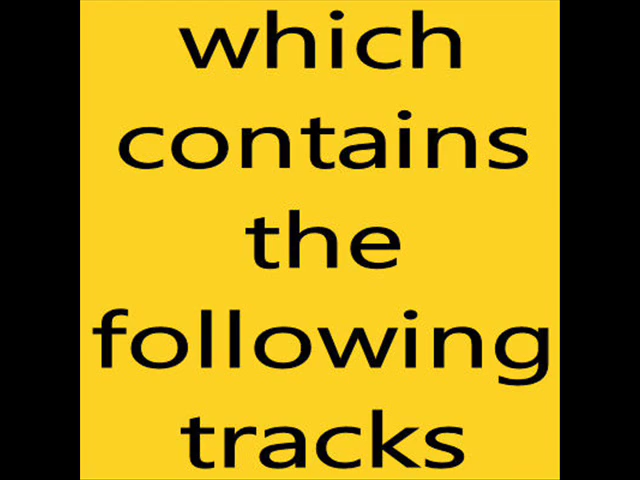 which
contains
the
following
tracks